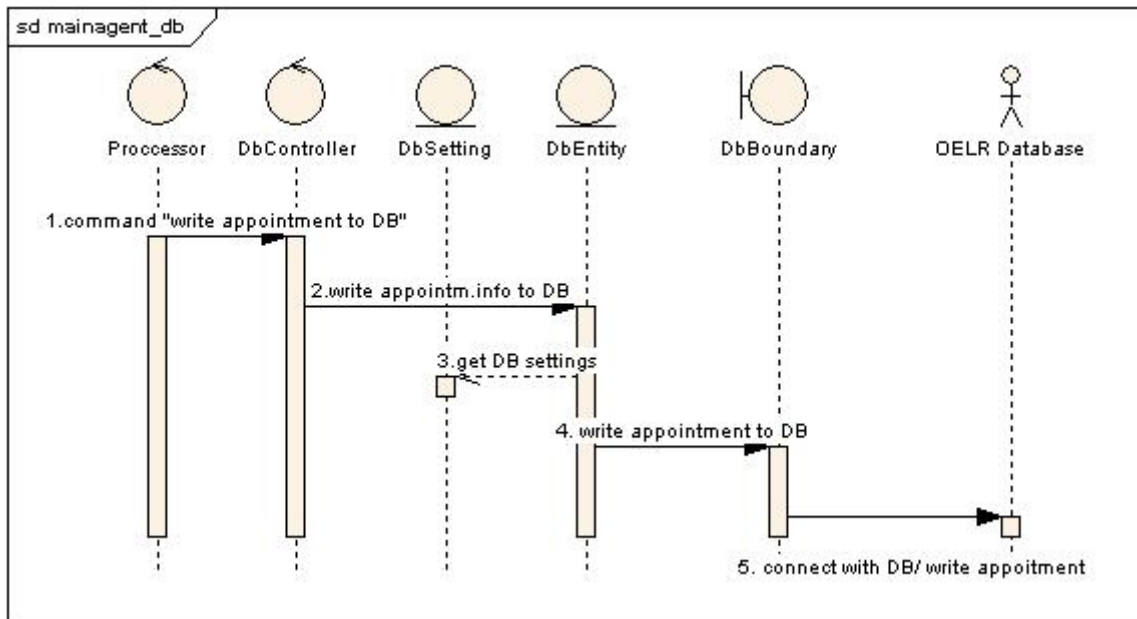 sd mainagent_db
Proccessor
DbController
DbSetting
DbEntity
DbBoundary
OELR Database
1.command "write appointment to DB"
2.write appointm.info to DB
3.get DB settings
4. write appointment to DB
5. connect with DB/ write appoitment